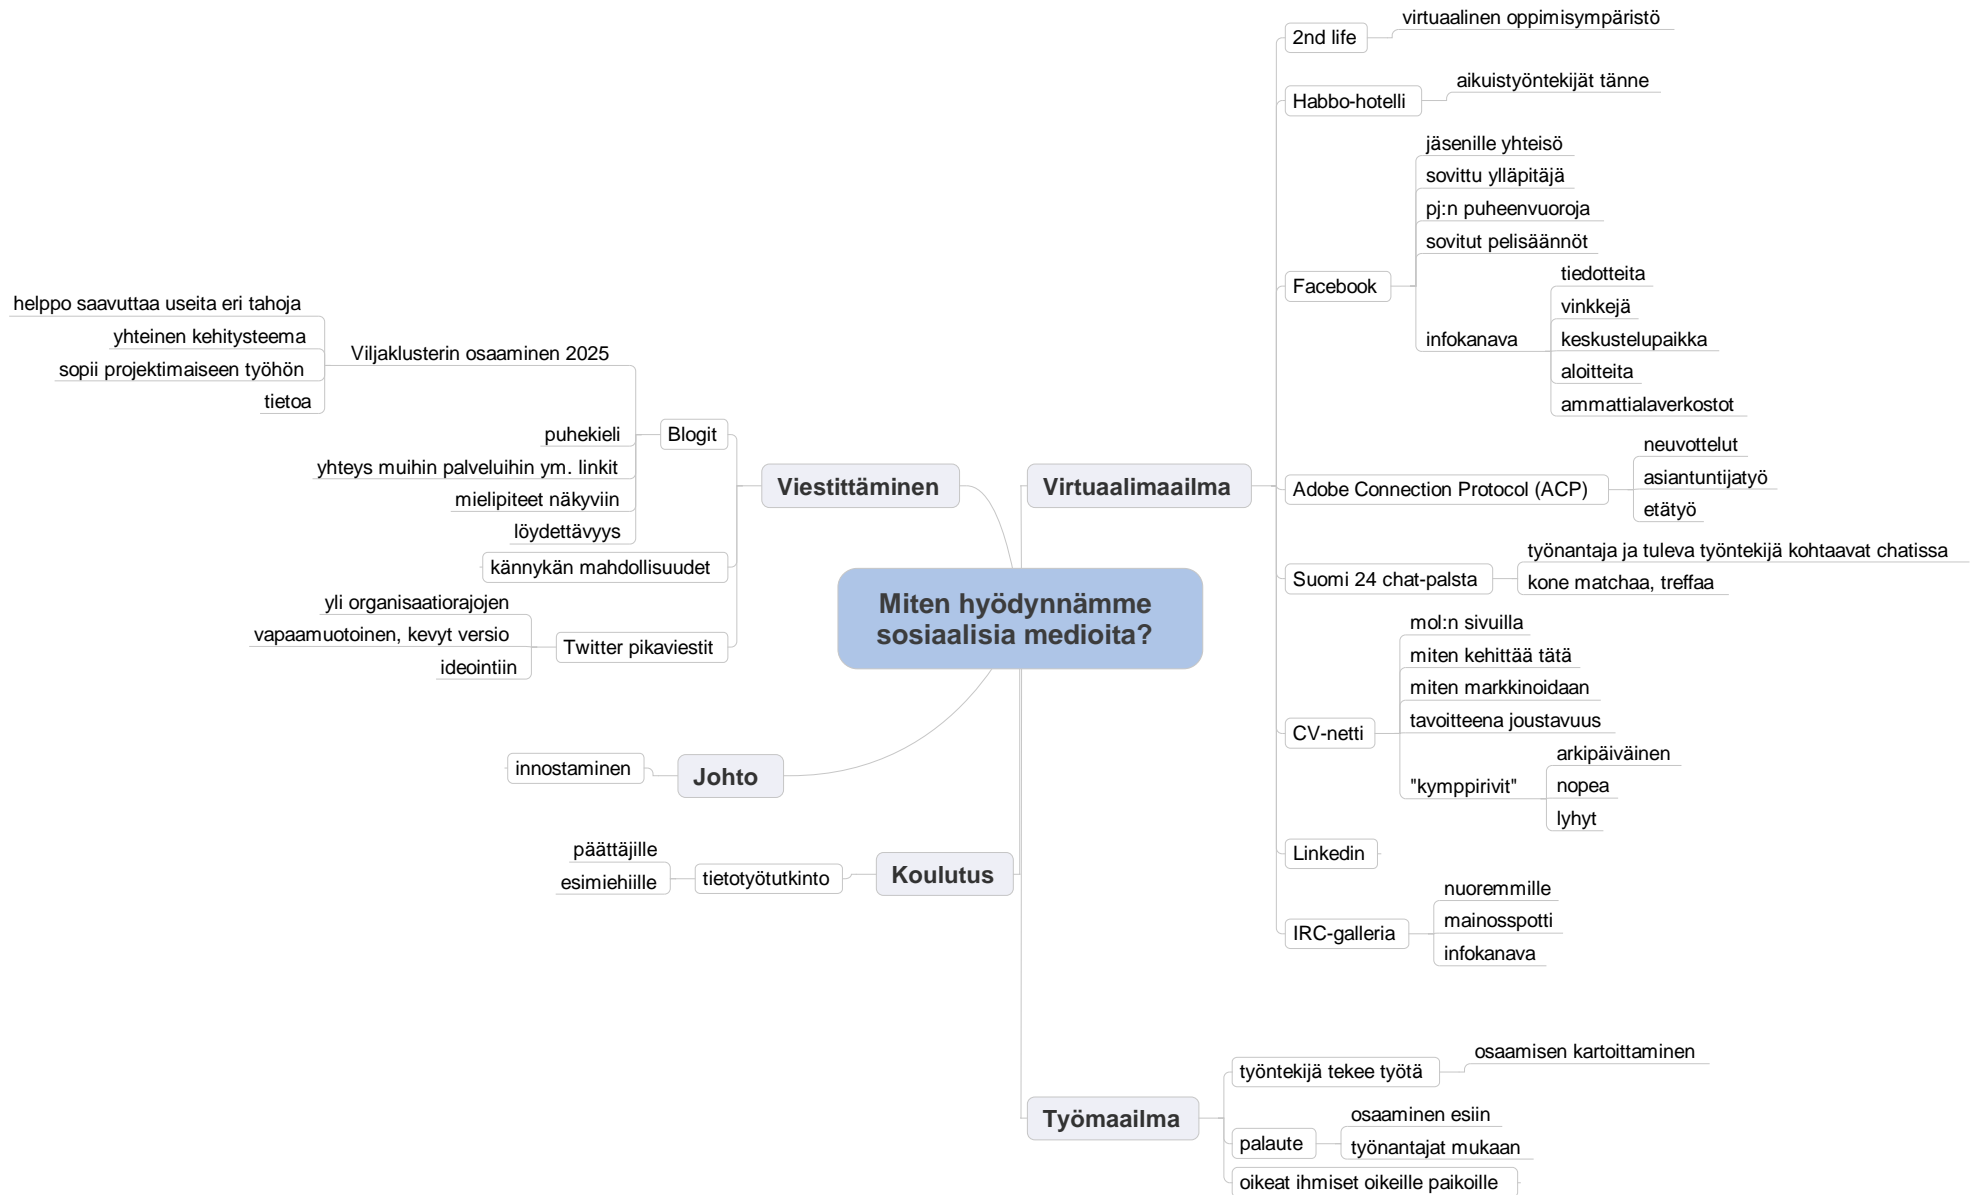 Miten hyödynnämme
sosiaalisia medioita?
Viestittäminen
Blogit
Viljaklusterin osaaminen 2025
helppo saavuttaa useita eri tahoja
yhteinen kehitysteema
sopii projektimaiseen työhön
tietoa
puhekieli
yhteys muihin palveluihin ym. linkit
mielipiteet näkyviin
löydettävyys
kännykän mahdollisuudet
Twitter pikaviestit
yli organisaatiorajojen
vapaamuotoinen, kevyt versio
ideointiin
Johto
innostaminen
Koulutus
tietotyötutkinto
päättäjille
esimiehiille
Virtuaalimaailma
2nd life
virtuaalinen oppimisympäristö
Habbo-hotelli
aikuistyöntekijät tänne
Facebook
jäsenille yhteisö
sovittu ylläpitäjä
pj:n puheenvuoroja
sovitut pelisäännöt
infokanava
tiedotteita
vinkkejä
keskustelupaikka
aloitteita
ammattialaverkostot
Adobe Connection Protocol (ACP)
neuvottelut
asiantuntijatyö
etätyö
Suomi 24 chat-palsta
työnantaja ja tuleva työntekijä kohtaavat chatissa
kone matchaa, treffaa
CV-netti
mol:n sivuilla
miten kehittää tätä
miten markkinoidaan
tavoitteena joustavuus
"kymppirivit"
arkipäiväinen
nopea
lyhyt
Linkedin
IRC-galleria
nuoremmille
mainosspotti
infokanava
Työmaailma
työntekijä tekee työtä
osaamisen kartoittaminen
palaute
osaaminen esiin
työnantajat mukaan
oikeat ihmiset oikeille paikoille